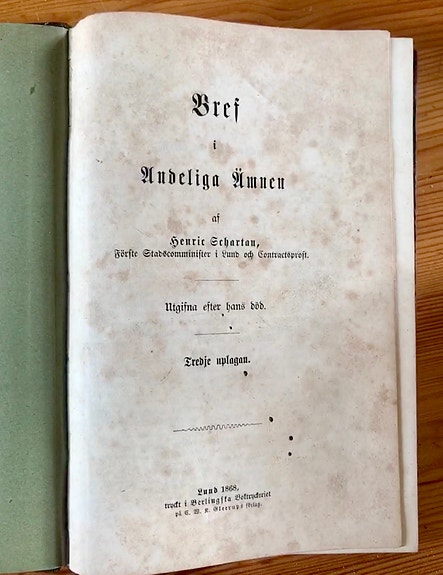 Bref
i
Andeliga Ämnen
af
Henric Schartau,
Förste Stadscomminister i Lund och Contractsprost.
Utgifna efter hans död.
Tredje uplagan.
Lund 1868,
tryckt i Berlingska Boktryckeriet
på C. W. K. Gleerups förlag.